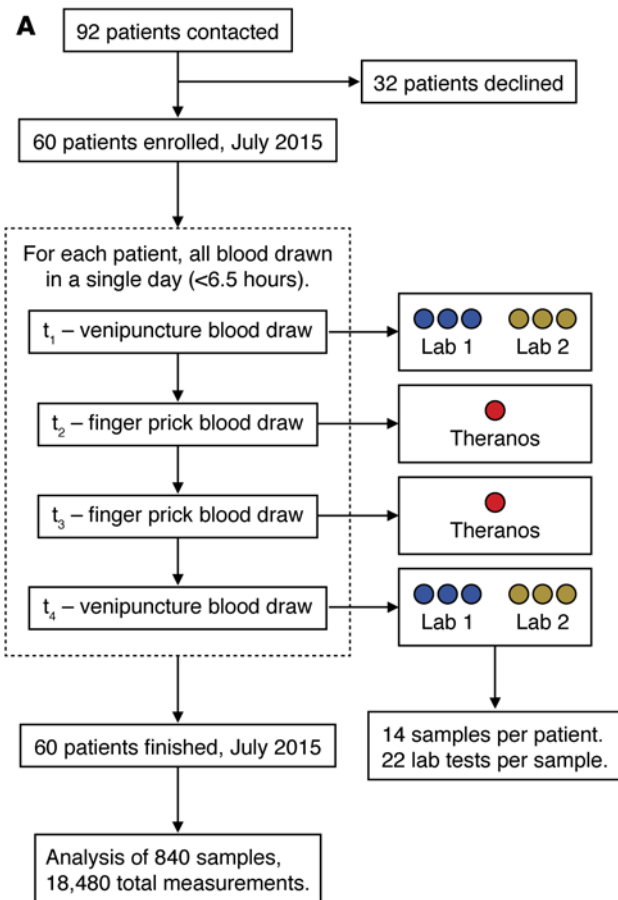 A
92 patients contacted
32 patients declined
60 patients enrolled, July 2015
For each patient, all blood drawn
in a single day (<6.5 hours).
t₁ – venipuncture blood draw
Lab 1 Lab 2
t₂ – finger prick blood draw
Theranos
t₃ – finger prick blood draw
Theranos
t₄ – venipuncture blood draw
Lab 1 Lab 2
14 samples per patient.
22 lab tests per sample.
60 patients finished, July 2015
Analysis of 840 samples,
18,480 total measurements.